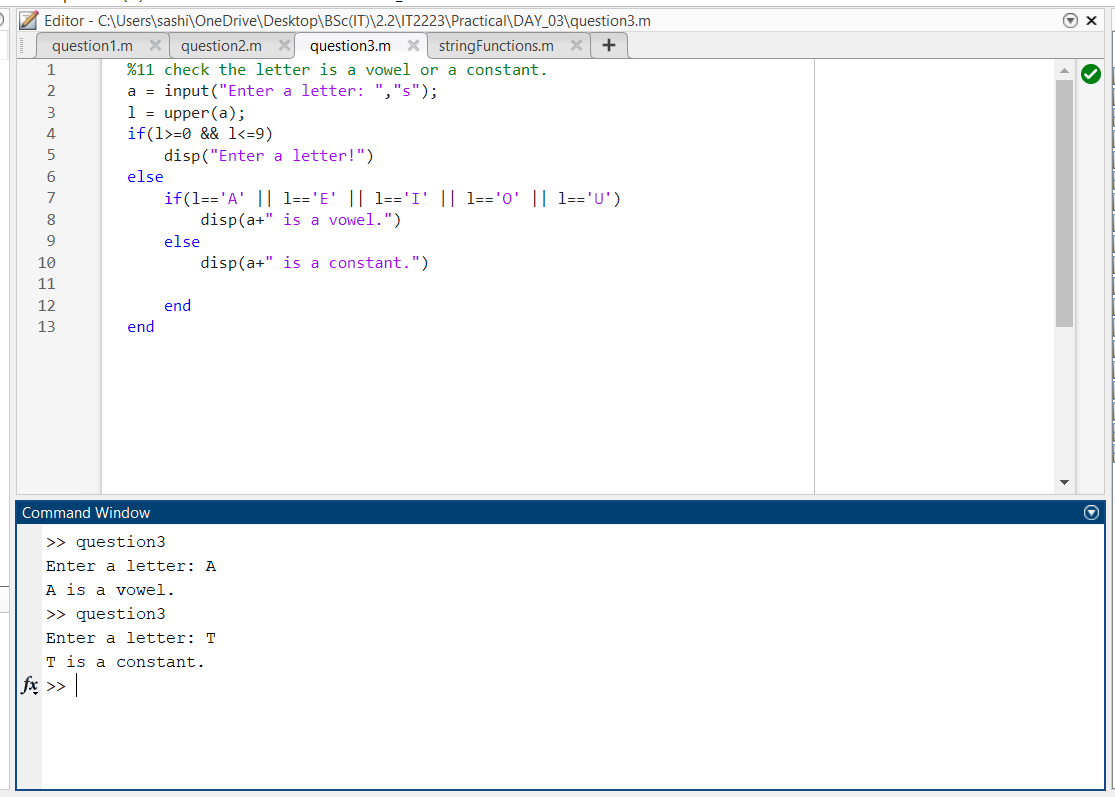 Editor - C:\Users\sashi\OneDrive\Desktop\BSc(IT)\2.2\IT2223\Practical\DAY_03\question3.m
question1.m question2.m question3.m stringFunctions.m +
1 %11 check the letter is a vowel or a constant.
2 a = input("Enter a letter: ","s");
3 l = upper(a);
4 if(l>=0 && l<=9)
5 disp("Enter a letter!")
6 else
7 if(l=='A' || l=='E' || l=='I' || l=='O' || l=='U')
8 disp(a+" is a vowel.")
9 else
10 disp(a+" is a constant.")
11
12 end
13 end
Command Window
>> question3
Enter a letter: A
A is a vowel.
>> question3
Enter a letter: T
T is a constant.
fx >>